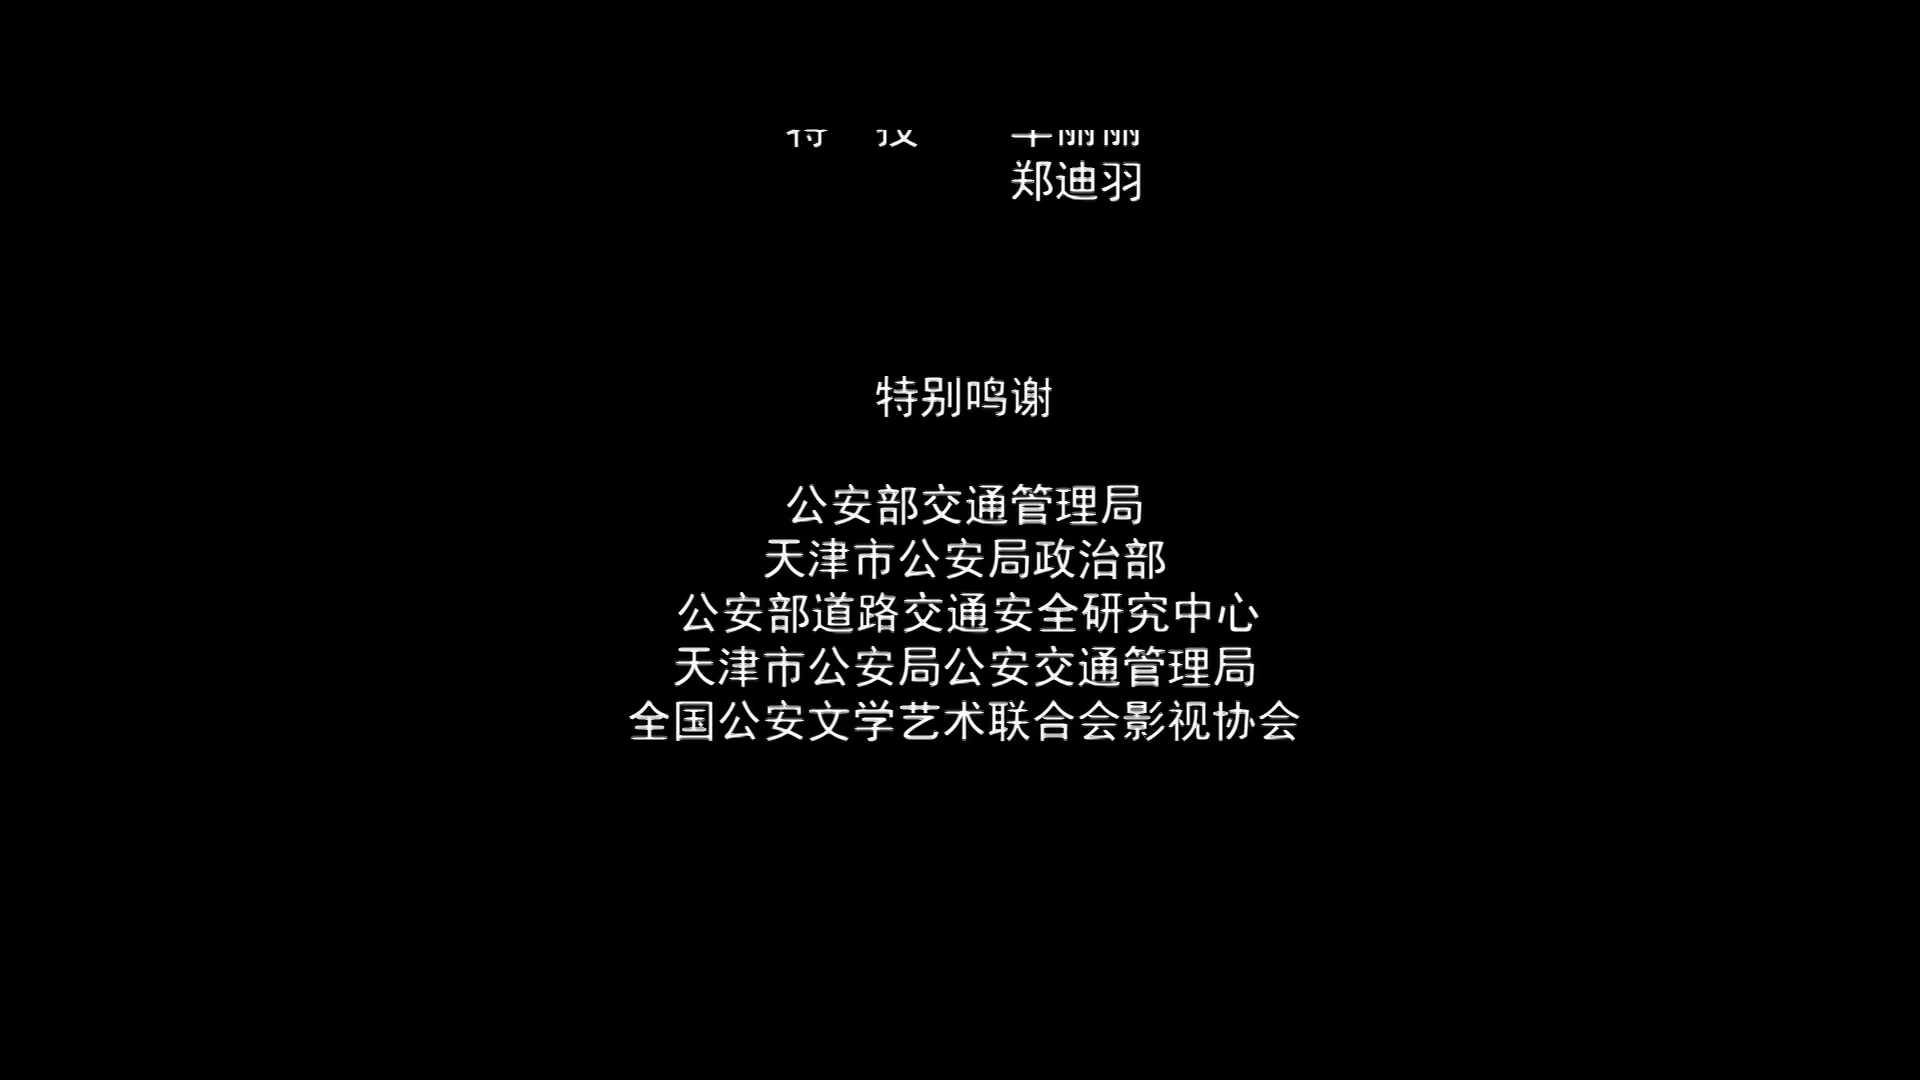 特 技
郑迪羽
特别鸣谢
公安部交通管理局
天津市公安局政治部
公安部道路交通安全研究中心
天津市公安局公安交通管理局
全国公安文学艺术联合会影视协会